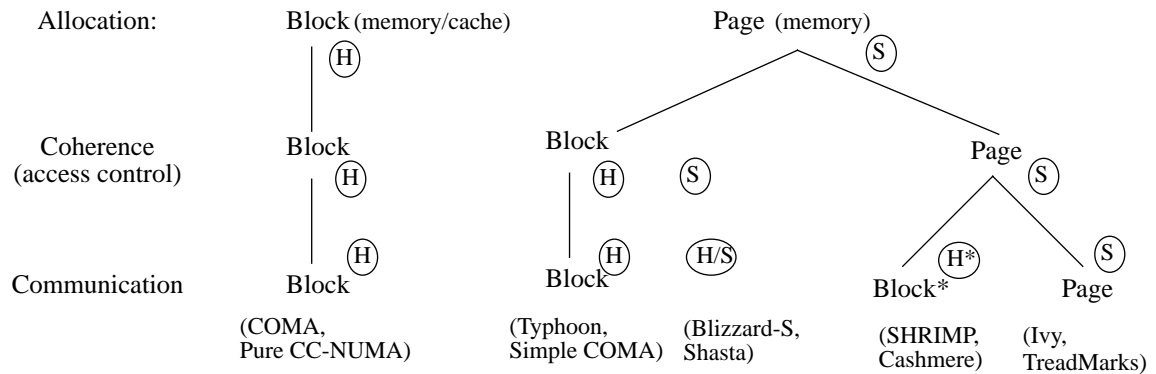 Allocation: Block (memory/cache) Page (memory)
H S
Coherence Block Block Page
(access control) H H S S
H H H/S H* S
Communication Block Block Block* Page
(COMA, (Typhoon, (Blizzard-S, (SHRIMP, (Ivy,
Pure CC-NUMA) Simple COMA) Shasta) Cashmere) TreadMarks)